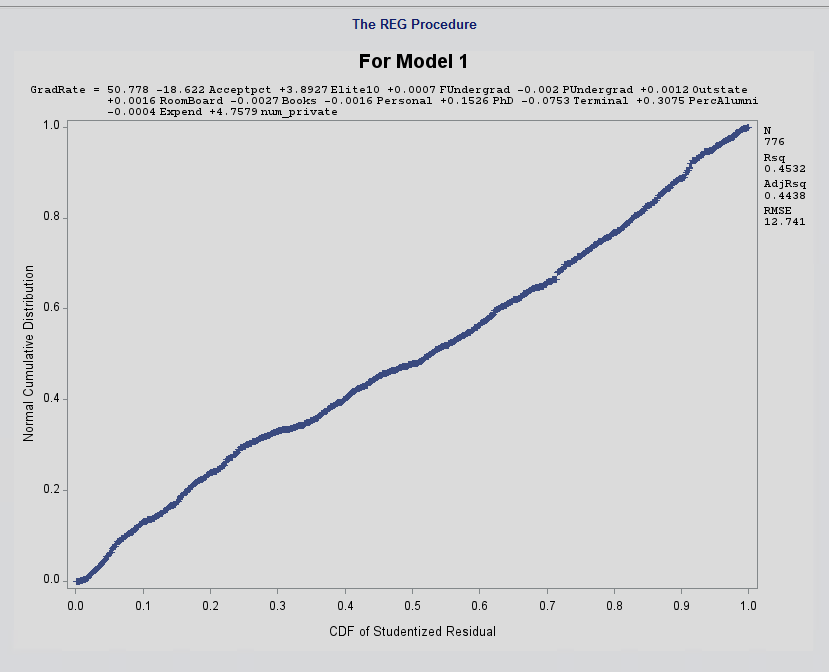 The REG Procedure
For Model 1
GradRate = 50.778 -18.622 Acceptpct +3.8927 Elite10 +0.0007 FUndergrad -0.002 PUndergrad +0.0012 Outstate
+0.0016 RoomBoard -0.0027 Books -0.0016 Personal +0.1526 PhD -0.0753 Terminal +0.3075 PercAlumni
-0.0004 Expend +4.7579 num_private
1.0
0.8
0.6
0.4
0.2
0.0
Normal Cumulative Distribution
N
776
Rsq
0.4532
AdjRsq
0.4438
RMSE
12.741
0.0 0.1 0.2 0.3 0.4 0.5 0.6 0.7 0.8 0.9 1.0
CDF of Studentized Residual